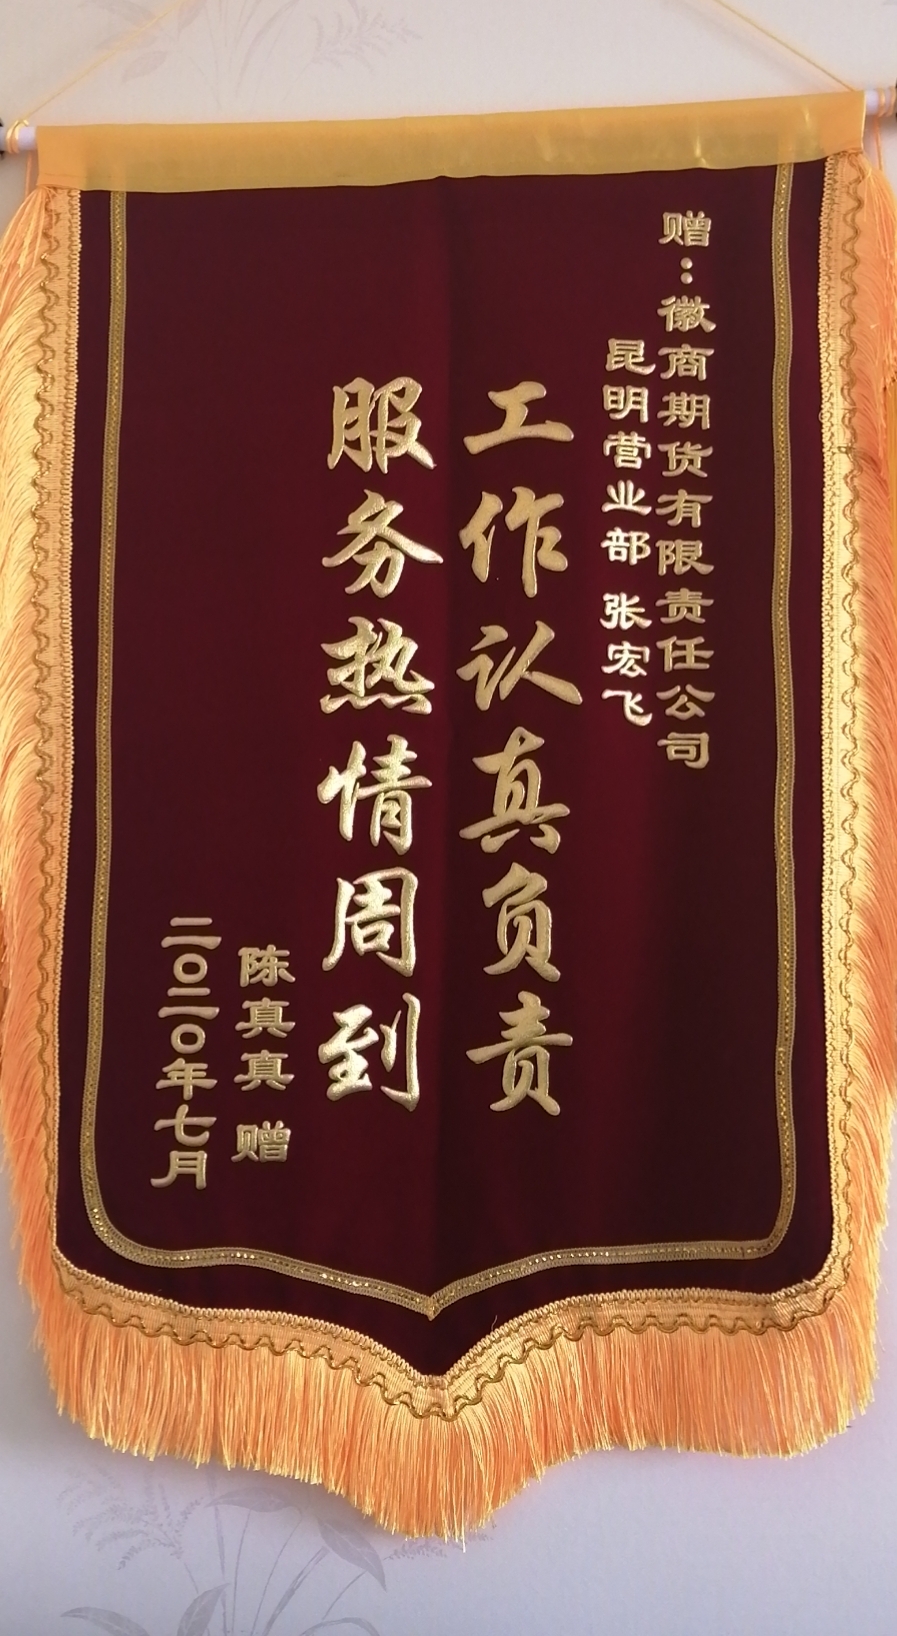 赠：徽商期货有限责任公司
昆明营业部 张宏飞
工作认真负责
服务热情周到
陈真真 赠
二〇二〇年七月